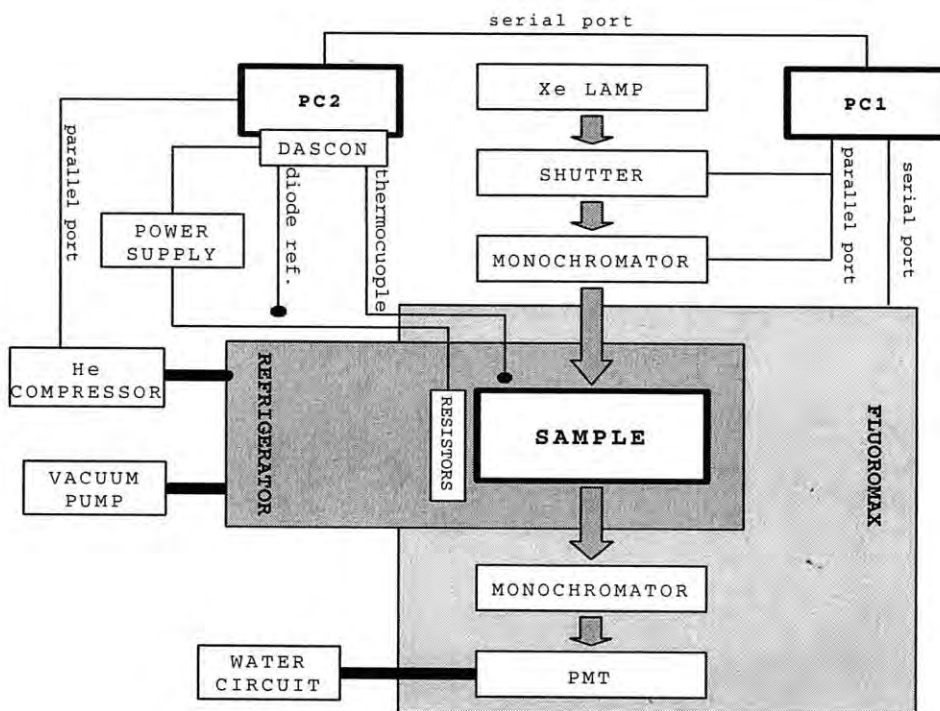 serial port
PC2
Xe LAMP
PC1
DASCON
parallel port
SHUTTER
diode ref.
thermocuople
parallel port
serial port
POWER
SUPPLY
MONOCHROMATOR
He
COMPRESSOR
REFRIGERATOR
RESISTORS
SAMPLE
FLUOROMAX
VACUUM
PUMP
MONOCHROMATOR
WATER
CIRCUIT
PMT